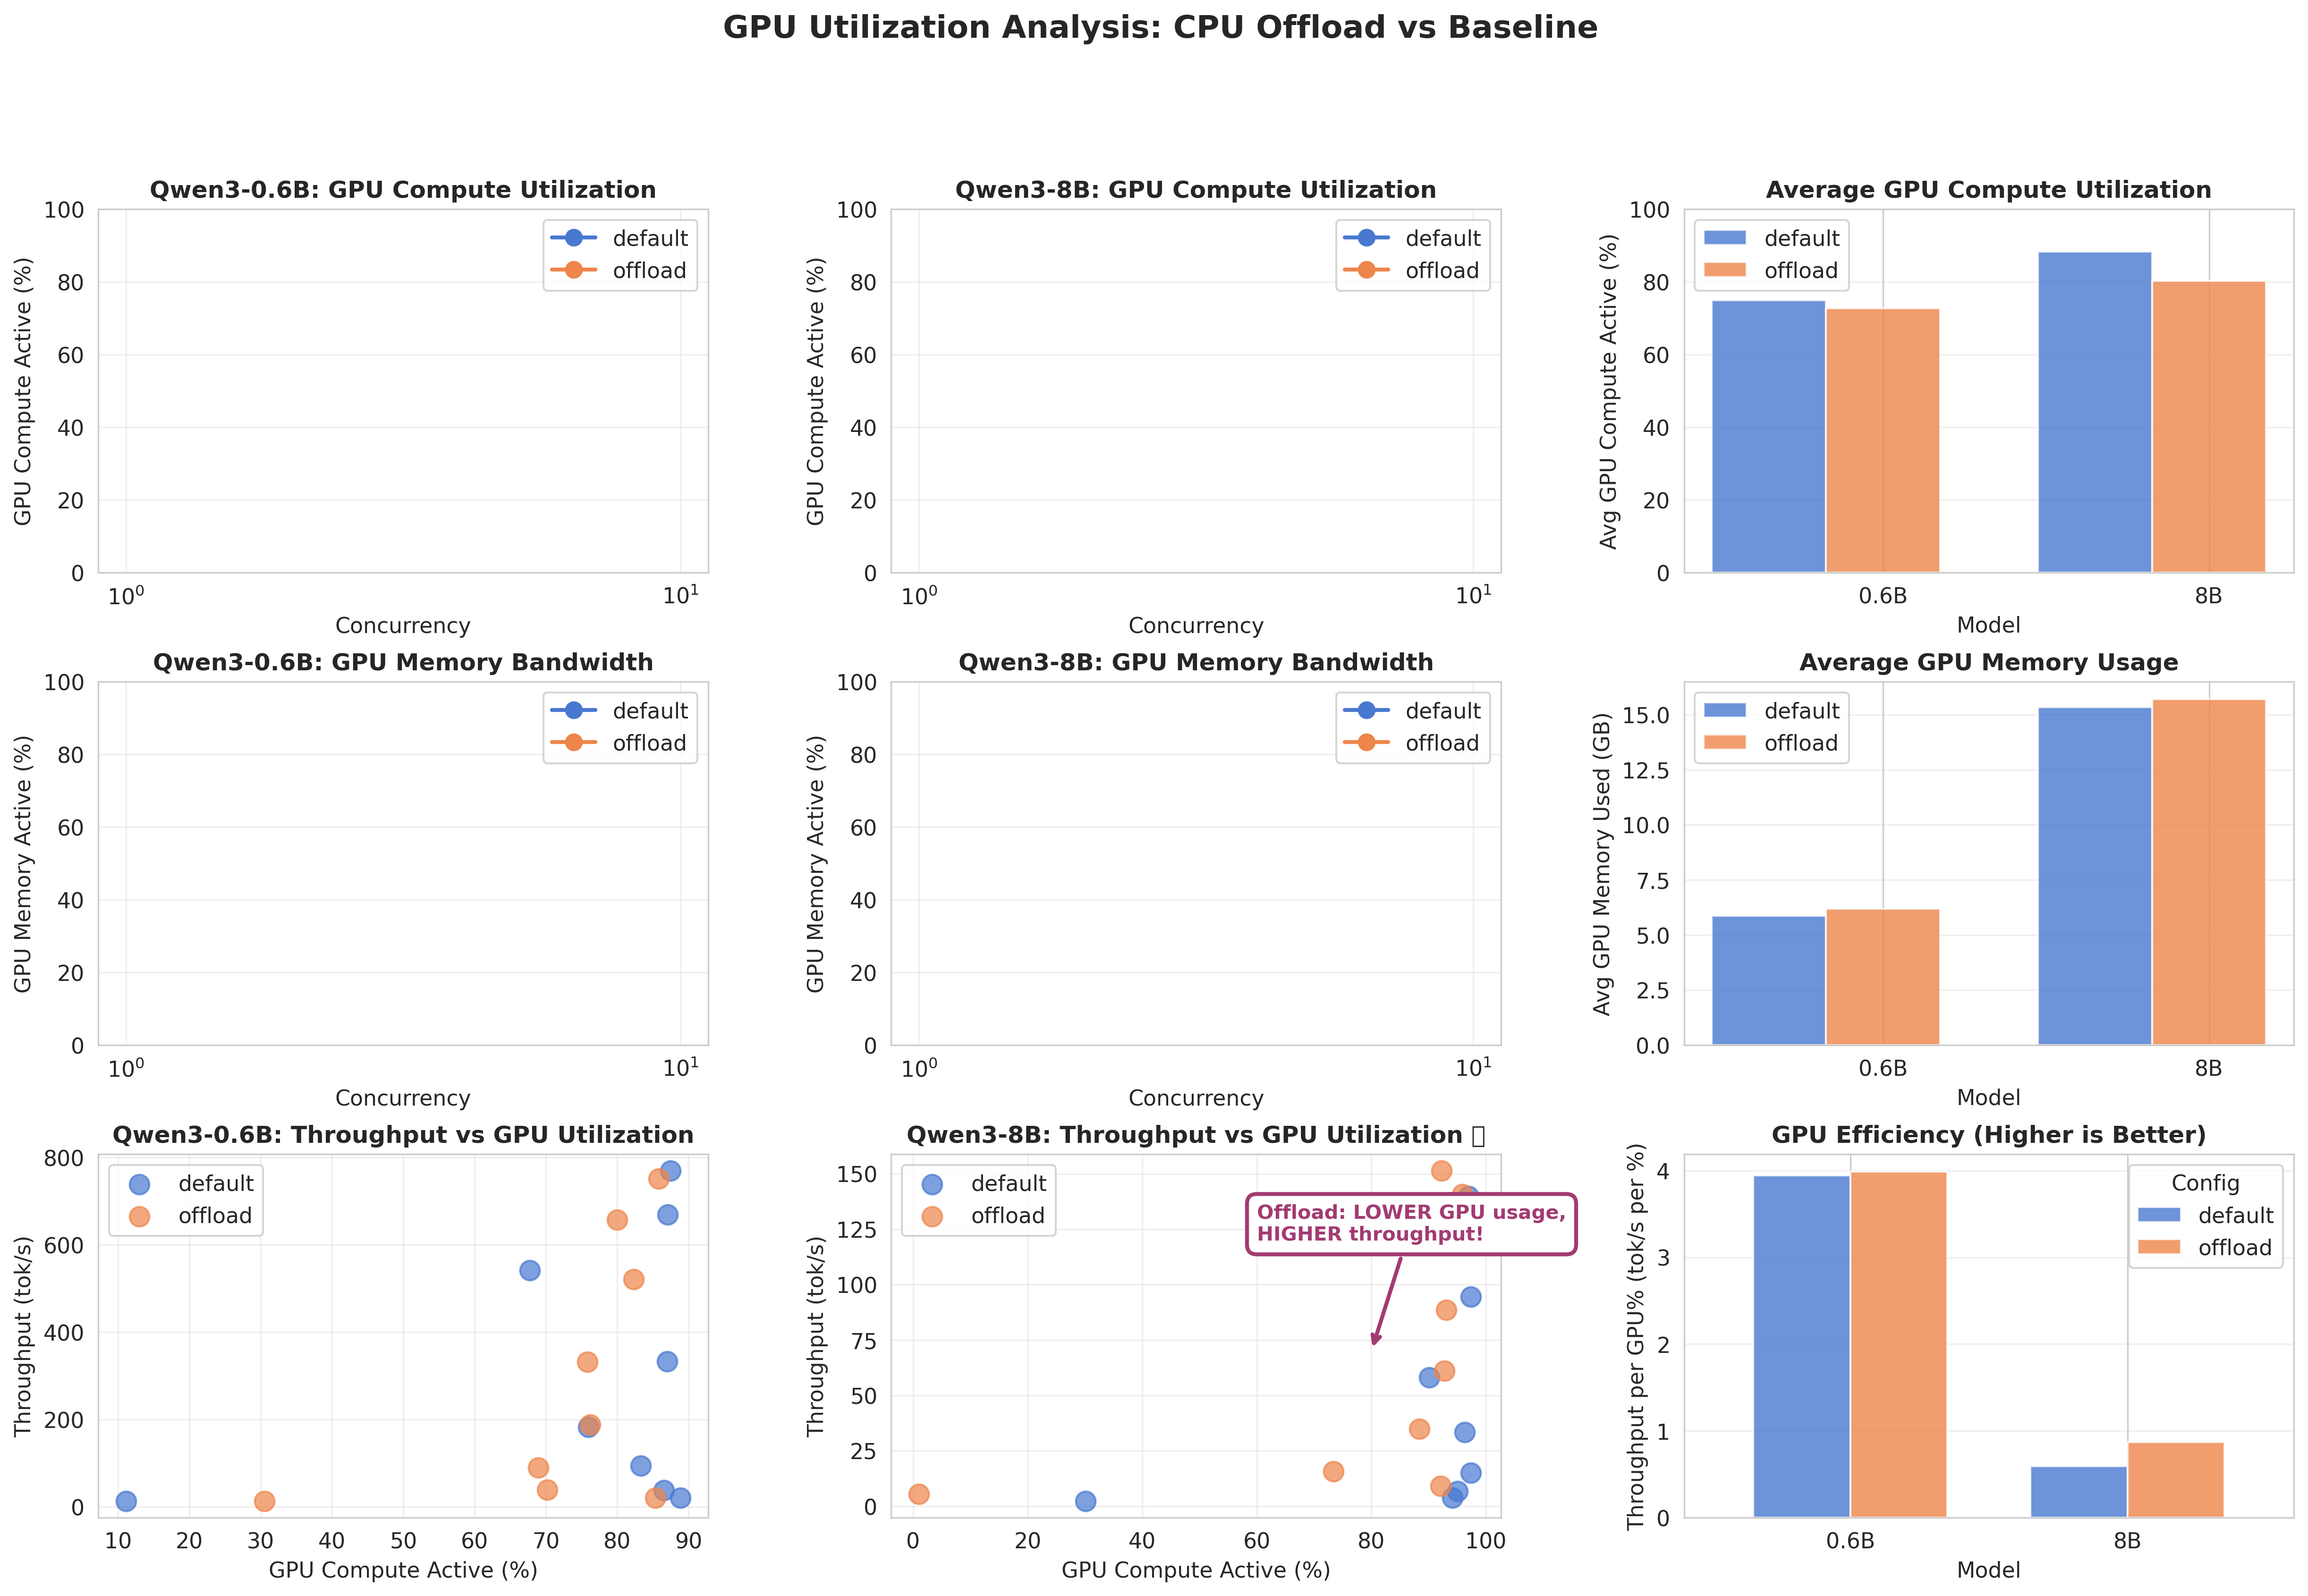 GPU Utilization Analysis: CPU Offload vs Baseline
Qwen3-0.6B: GPU Compute Utilization
GPU Compute Active (%)
100
80
60
40
20
0
default
offload
10⁰
10¹
Concurrency
Qwen3-8B: GPU Compute Utilization
GPU Compute Active (%)
100
80
60
40
20
0
default
offload
10⁰
10¹
Concurrency
Average GPU Compute Utilization
Avg GPU Compute Active (%)
100
80
60
40
20
0
default
offload
0.6B
8B
Model
Qwen3-0.6B: GPU Memory Bandwidth
GPU Memory Active (%)
100
80
60
40
20
0
default
offload
10⁰
10¹
Concurrency
Qwen3-8B: GPU Memory Bandwidth
GPU Memory Active (%)
100
80
60
40
20
0
default
offload
10⁰
10¹
Concurrency
Average GPU Memory Usage
Avg GPU Memory Used (GB)
15.0
12.5
10.0
7.5
5.0
2.5
0.0
default
offload
0.6B
8B
Model
Qwen3-0.6B: Throughput vs GPU Utilization
Throughput (tok/s)
800
600
400
200
0
default
offload
10
20
30
40
50
60
70
80
90
GPU Compute Active (%)
Qwen3-8B: Throughput vs GPU Utilization
Throughput (tok/s)
150
125
100
75
50
25
0
default
offload
Offload: LOWER GPU usage,
HIGHER throughput!
0
20
40
60
80
100
GPU Compute Active (%)
GPU Efficiency (Higher is Better)
Throughput per GPU% (tok/s per %)
4
3
2
1
0
Config
default
offload
0.6B
8B
Model